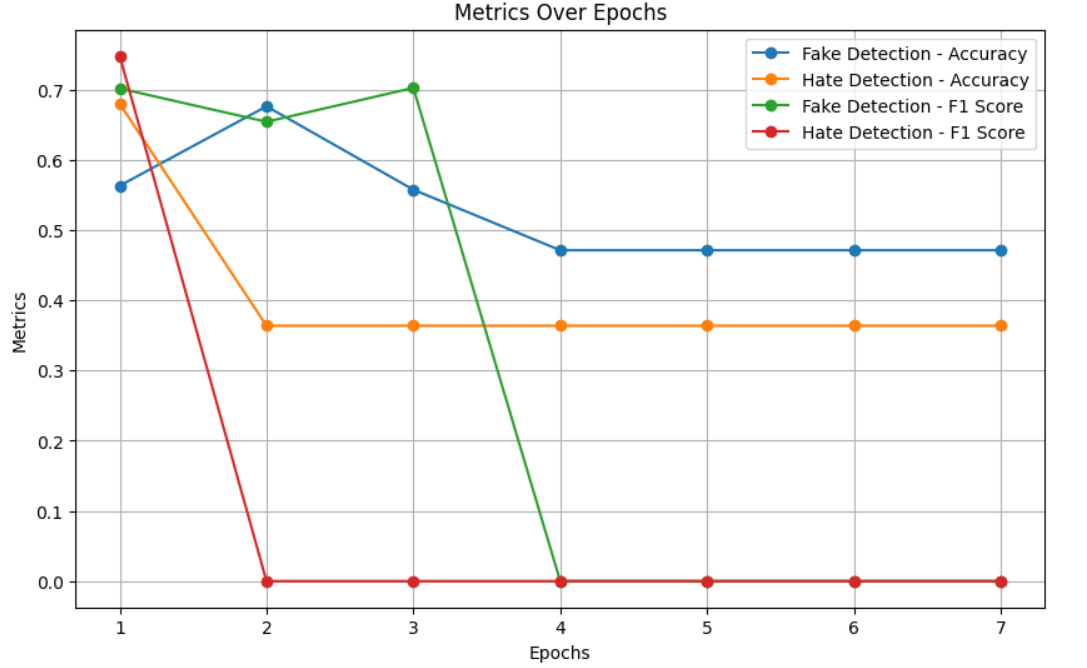 Metrics Over Epochs
Fake Detection - Accuracy
Hate Detection - Accuracy
Fake Detection - F1 Score
Hate Detection - F1 Score
Metrics
0.7
0.6
0.5
0.4
0.3
0.2
0.1
0.0
1 2 3 4 5 6 7
Epochs